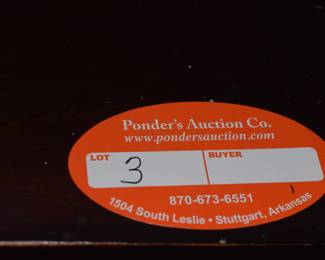 Ponder's Auction Co.
www.pondersauction.com
LOT
BUYER
3
870-673-6551
1504 South Leslie • Stuttgart, Arkansas